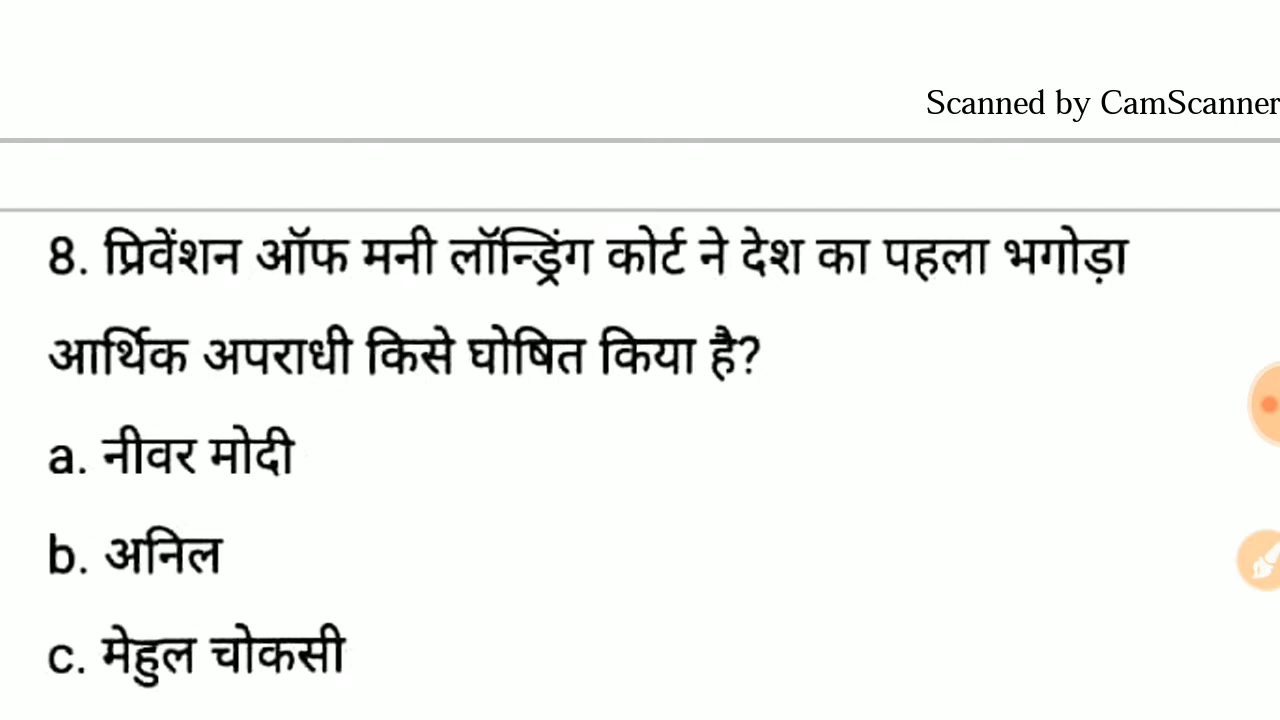 Scanned by CamScanner
8. प्रिवेंशन ऑफ मनी लॉन्ड्रिंग कोर्ट ने देश का पहला भगोड़ा
आर्थिक अपराधी किसे घोषित किया है?
a. नीवर मोदी
b. अनिल
c. मेहुल चोकसी